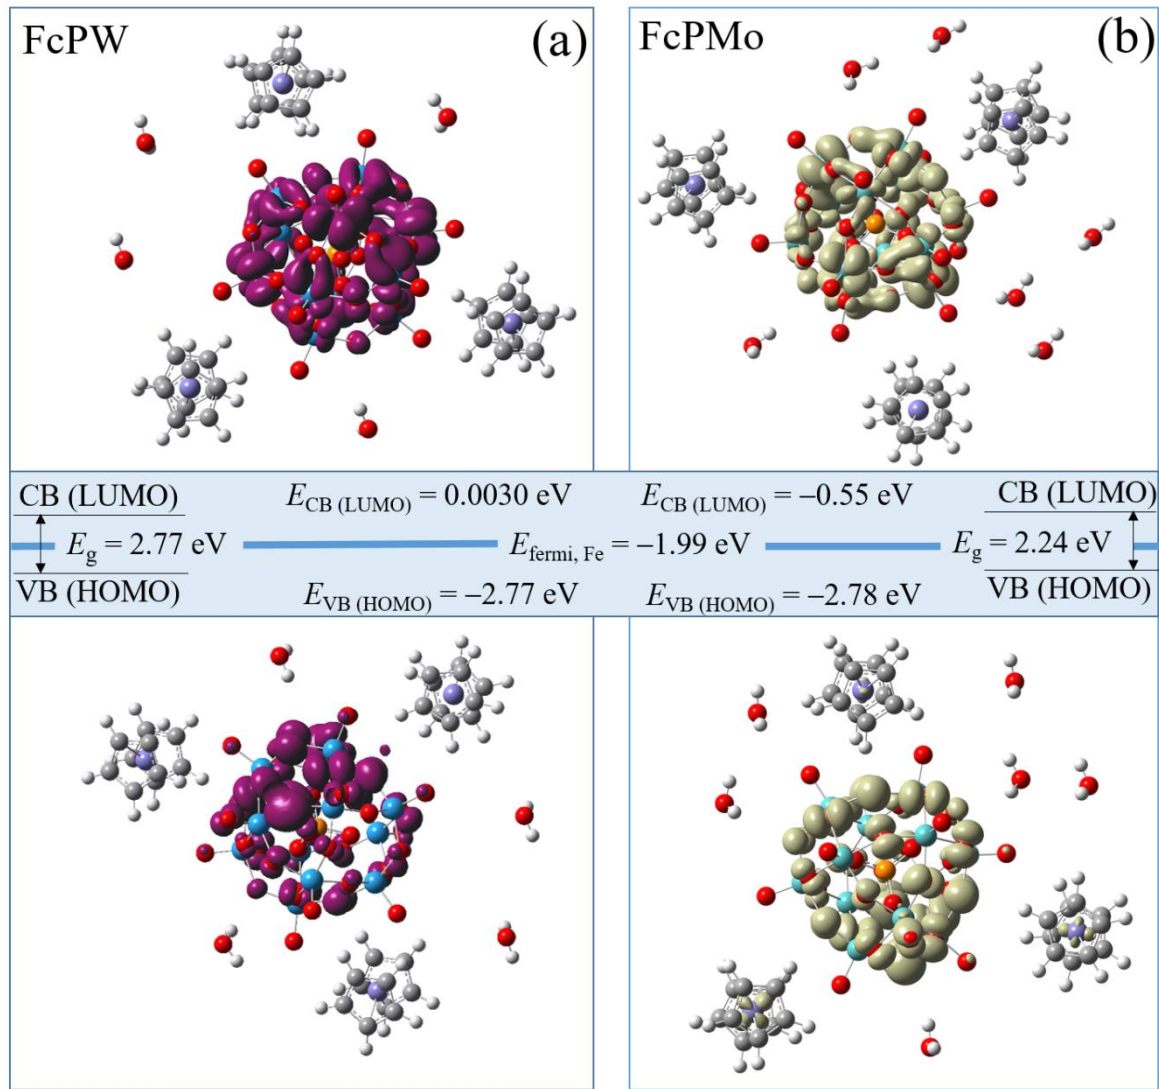 FcPW (a)
FcPMo (b)
CB (LUMO)
E_CB (LUMO) = 0.0030 eV
E_CB (LUMO) = –0.55 eV
CB (LUMO)
E_g = 2.77 eV
E_fermi, Fe = –1.99 eV
E_g = 2.24 eV
VB (HOMO)
E_VB (HOMO) = –2.77 eV
E_VB (HOMO) = –2.78 eV
VB (HOMO)